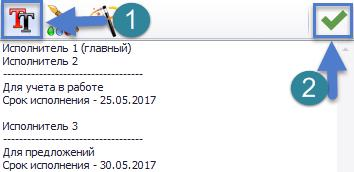 TT
1
2
Исполнитель 1 (главный)
Исполнитель 2
-----------------------------------
Для учета в работе
Срок исполнения - 25.05.2017

Исполнитель 3
-----------------------------------
Для предложений
Срок исполнения - 30.05.2017